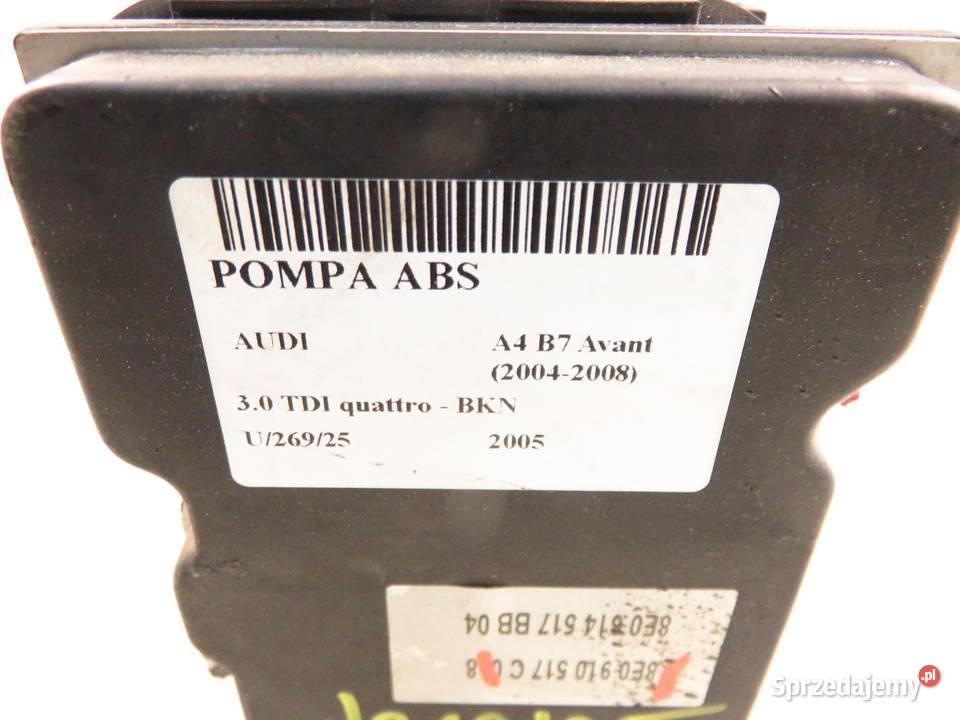 POMPA ABS
AUDI A4 B7 Avant
(2004-2008)
3.0 TDI quattro - BKN
U/269/25 2005
8E0 614 517 BB 04
8E0 910 517 C
Sprzedajemy.pl